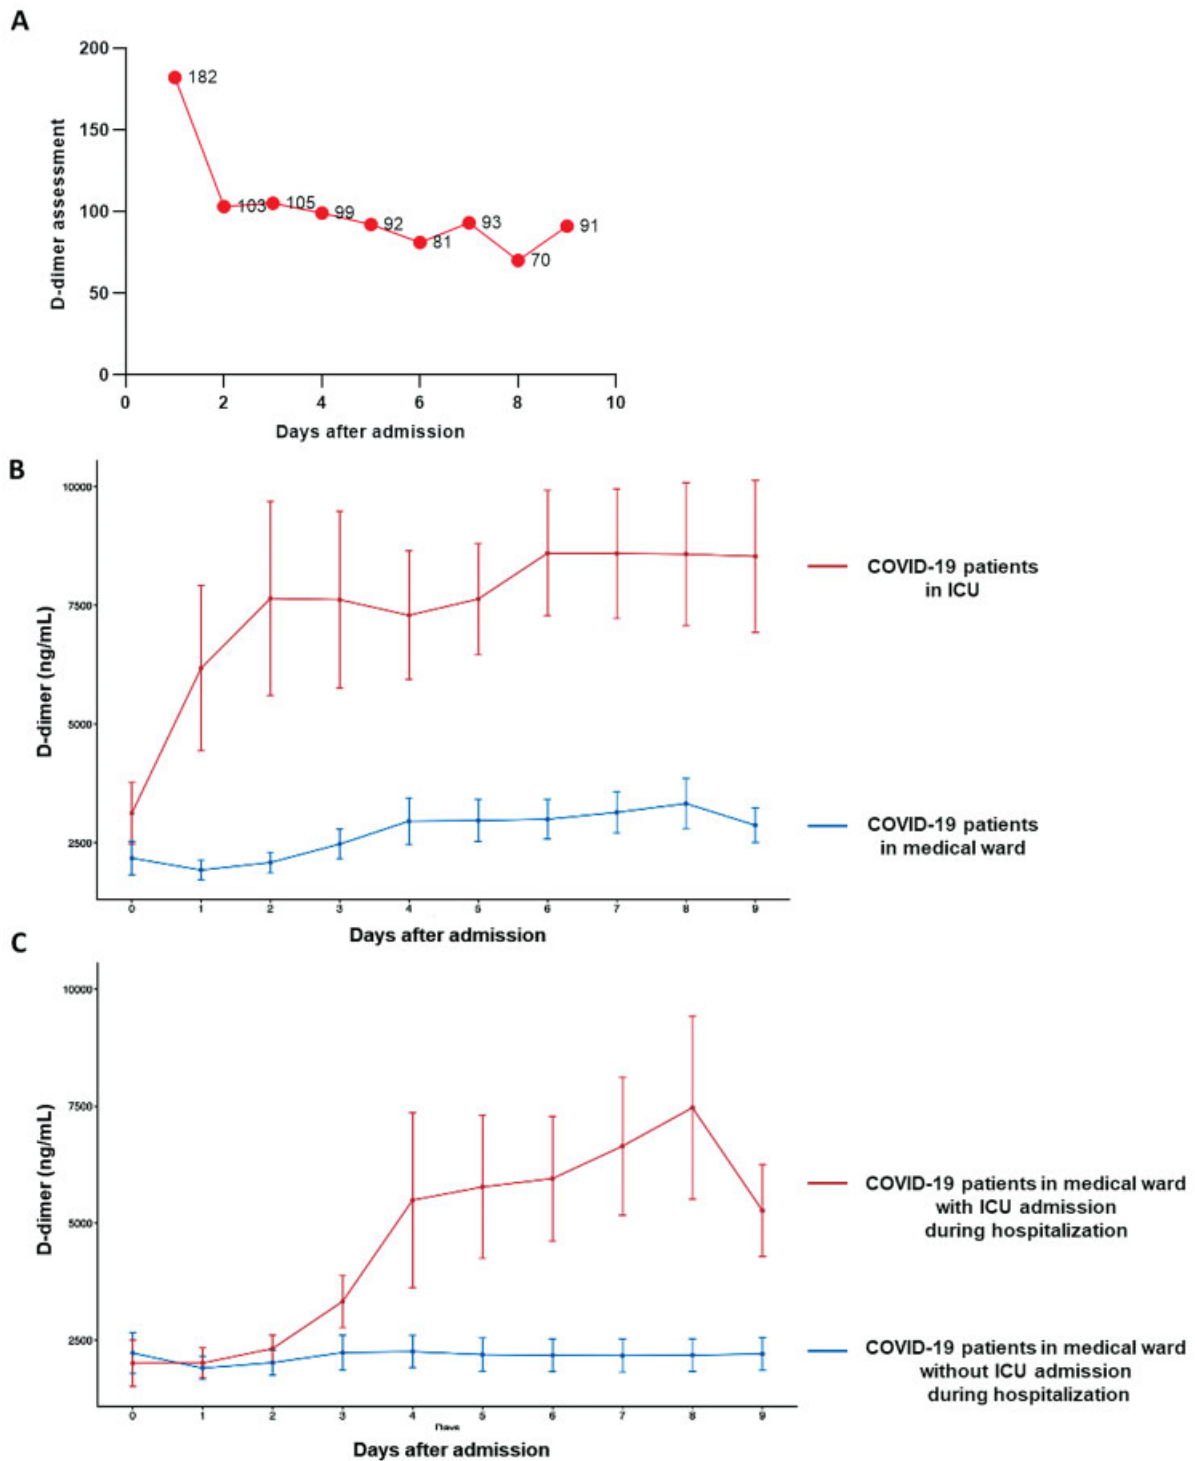 A
200
150
100
50
0
D-dimer assessment
182
103
105
99
92
81
93
70
91
0 2 4 6 8 10
Days after admission
B
10000
7500
5000
2500
D-dimer (ng/mL)
0 1 2 3 4 5 6 7 8 9
Days after admission
COVID-19 patients
in ICU
COVID-19 patients
in medical ward
C
10000
7500
5000
2500
D-dimer (ng/mL)
0 1 2 3 4 5 6 7 8 9
Days
Days after admission
COVID-19 patients in medical ward
with ICU admission
during hospitalization
COVID-19 patients in medical ward
without ICU admission
during hospitalization